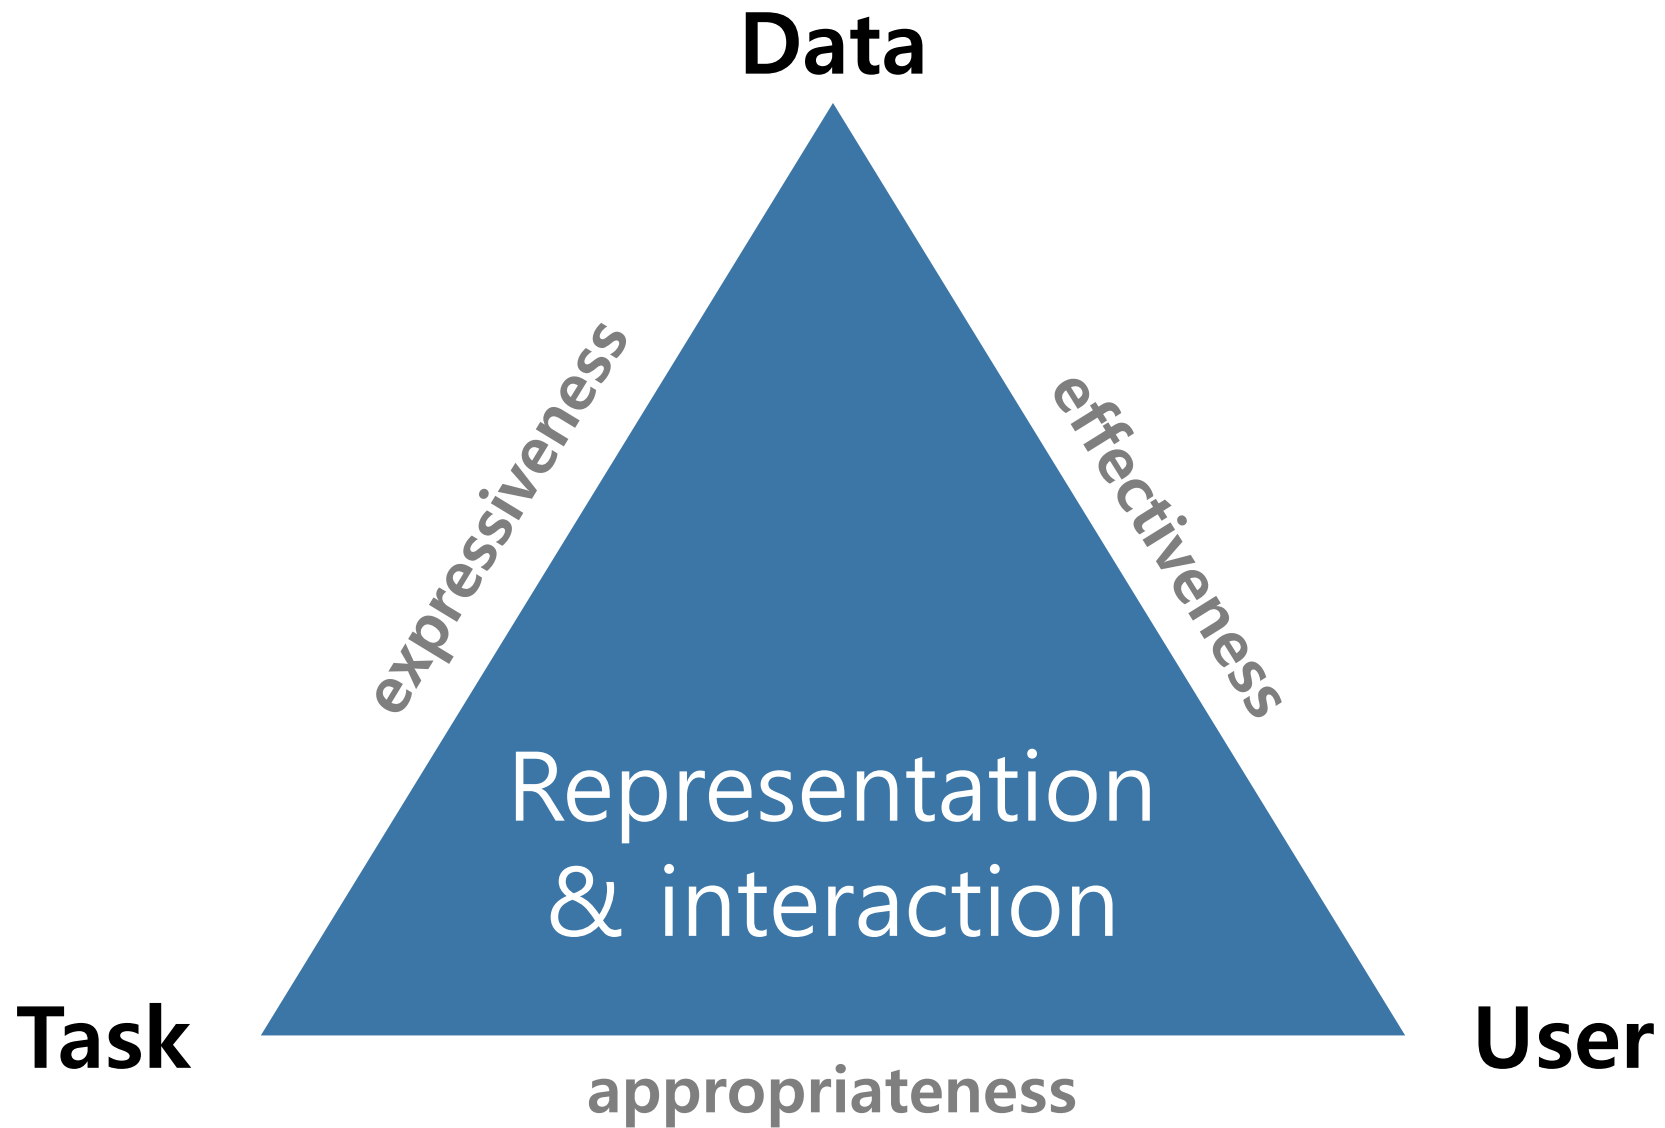 Data
expressiveness
effectiveness
Representation
& interaction
Task
User
appropriateness